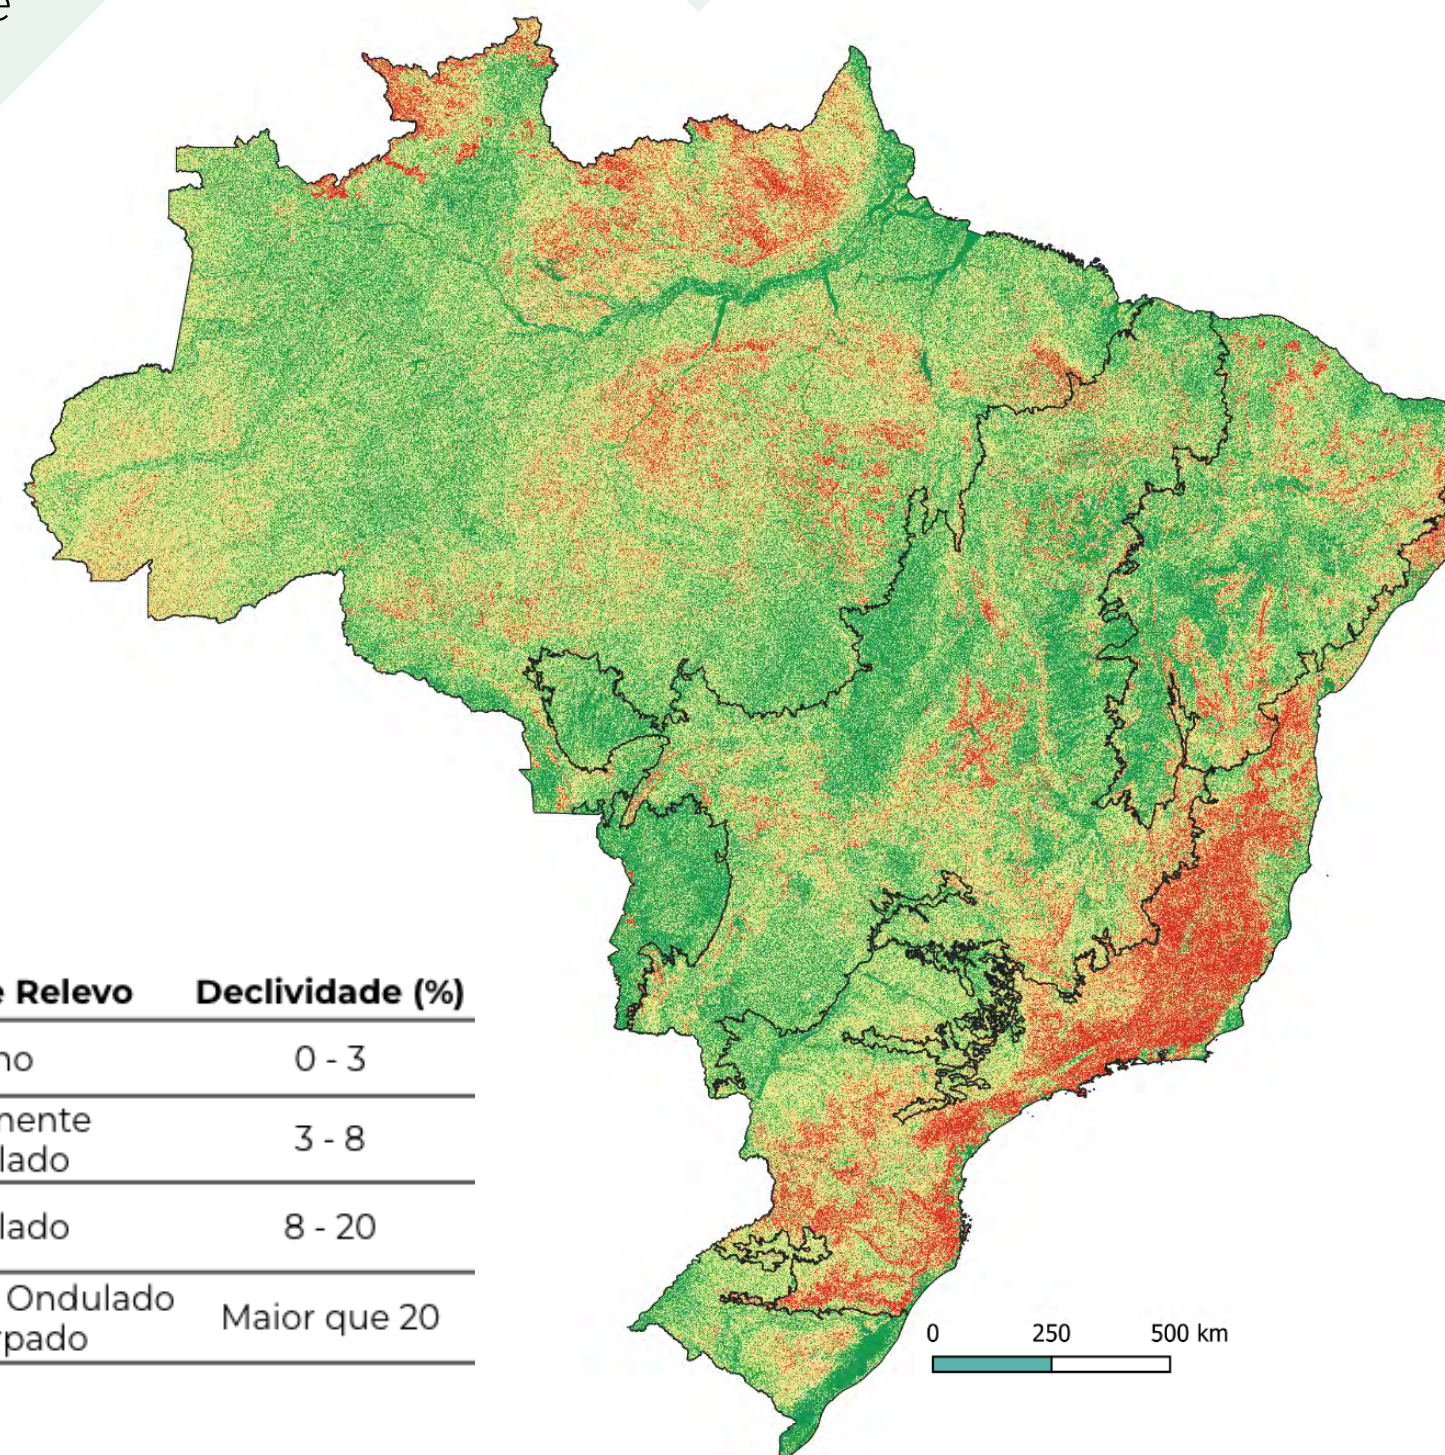 e
e Relevo Declividade (%)
no 0 - 3
mente
lado 3 - 8
lado 8 - 20
Ondulado
rpado Maior que 20
0 250 500 km